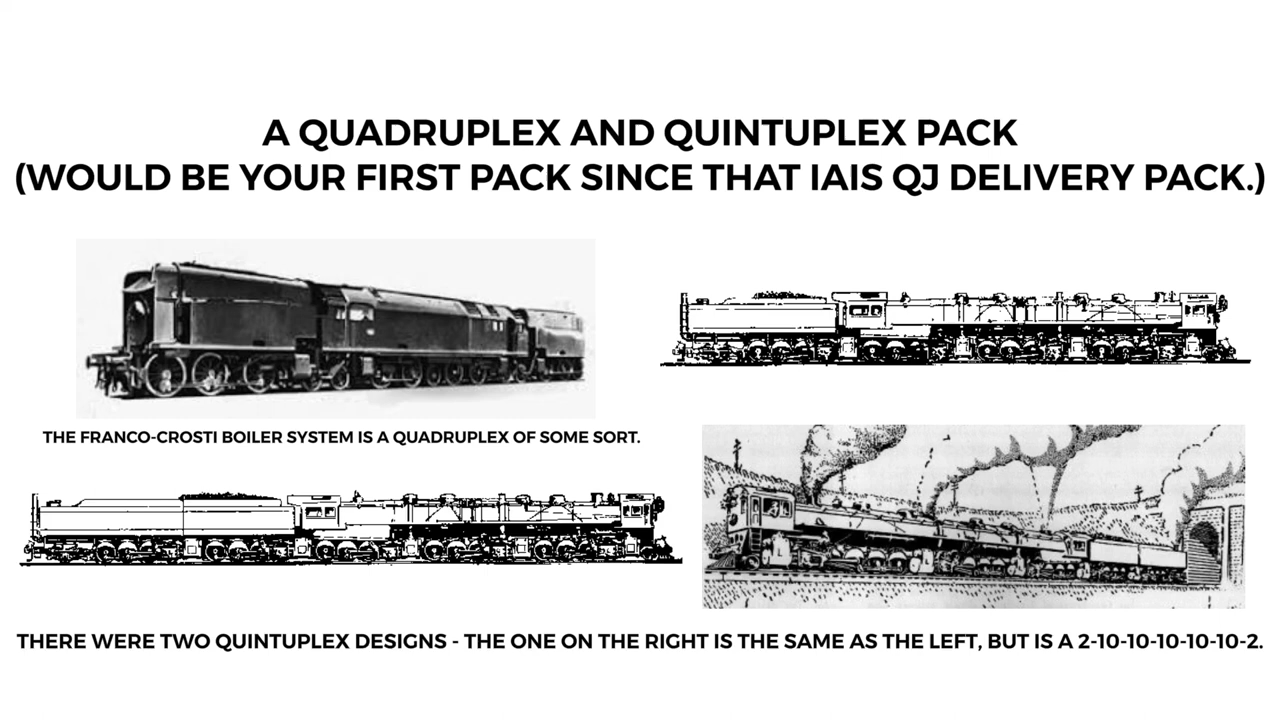 A QUADRUPLEX AND QUINTUPLEX PACK
(WOULD BE YOUR FIRST PACK SINCE THAT IAIS QJ DELIVERY PACK.)
THE FRANCO-CROSTI BOILER SYSTEM IS A QUADRUPLEX OF SOME SORT.
THERE WERE TWO QUINTUPLEX DESIGNS - THE ONE ON THE RIGHT IS THE SAME AS THE LEFT, BUT IS A 2-10-10-10-10-10-2.